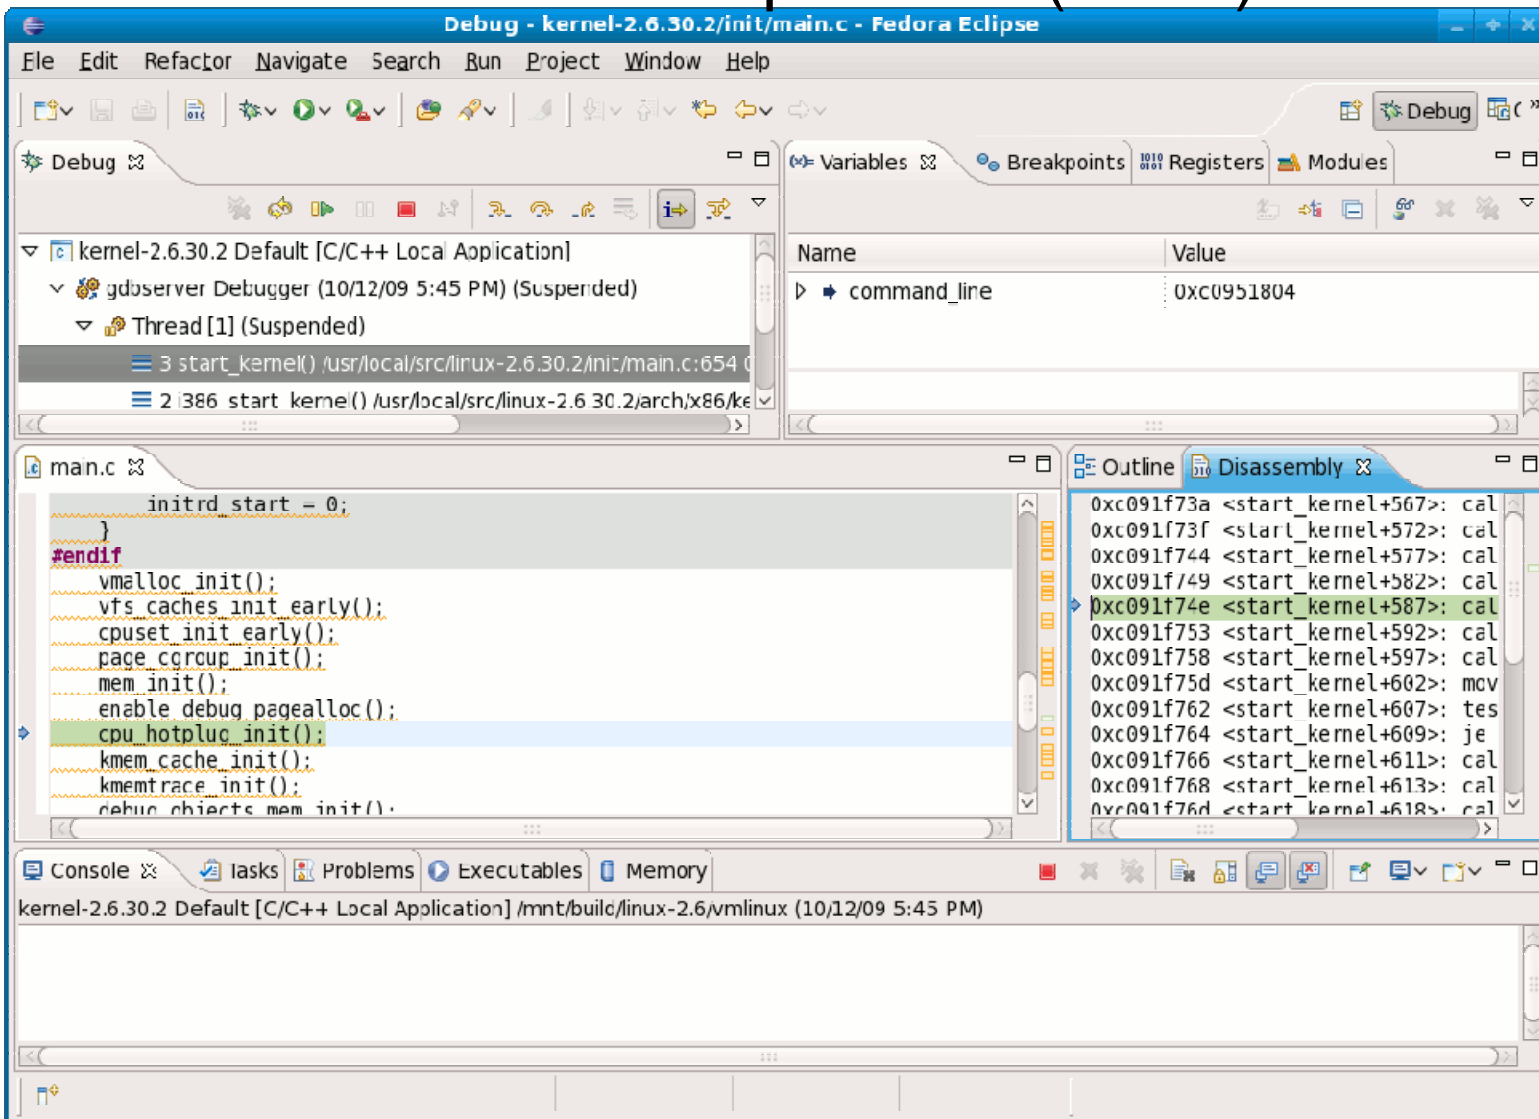 Debug - kernel-2.6.30.2/init/main.c - Fedora Eclipse
File Edit Refactor Navigate Search Run Project Window Help
Debug
Debug
Variables Breakpoints Registers Modules
kernel-2.6.30.2 Default [C/C++ Local Application]
gdbserver Debugger (10/12/09 5:45 PM) (Suspended)
Thread [1] (Suspended)
3 start_kernel() /usr/local/src/linux-2.6.30.2/init/main.c:654
2 i386_start_kernel() /usr/local/src/linux-2.6.30.2/arch/x86/ke
Name Value
command_line 0xc0951804
main.c
initrd_start = 0;
}
#endif
vmalloc_init();
vfs_caches_init_early();
cpuset_init_early();
page_cgroup_init();
mem_init();
enable_debug_pagealloc();
cpu_hotplug_init();
kmem_cache_init();
kmemtrace_init();
debug_objects_mem_init();
Outline Disassembly
0xc091f73a <start_kernel+567>: cal
0xc091f73f <start_kernel+572>: cal
0xc091f744 <start_kernel+577>: cal
0xc091f749 <start_kernel+582>: cal
0xc091f74e <start_kernel+587>: cal
0xc091f753 <start_kernel+592>: cal
0xc091f758 <start_kernel+597>: cal
0xc091f75d <start_kernel+602>: mov
0xc091f762 <start_kernel+607>: tes
0xc091f764 <start_kernel+609>: je
0xc091f766 <start_kernel+611>: cal
0xc091f768 <start_kernel+613>: cal
0xc091f76d <start_kernel+618>: cal
Console Tasks Problems Executables Memory
kernel-2.6.30.2 Default [C/C++ Local Application] /mnt/build/linux-2.6/vmlinux (10/12/09 5:45 PM)